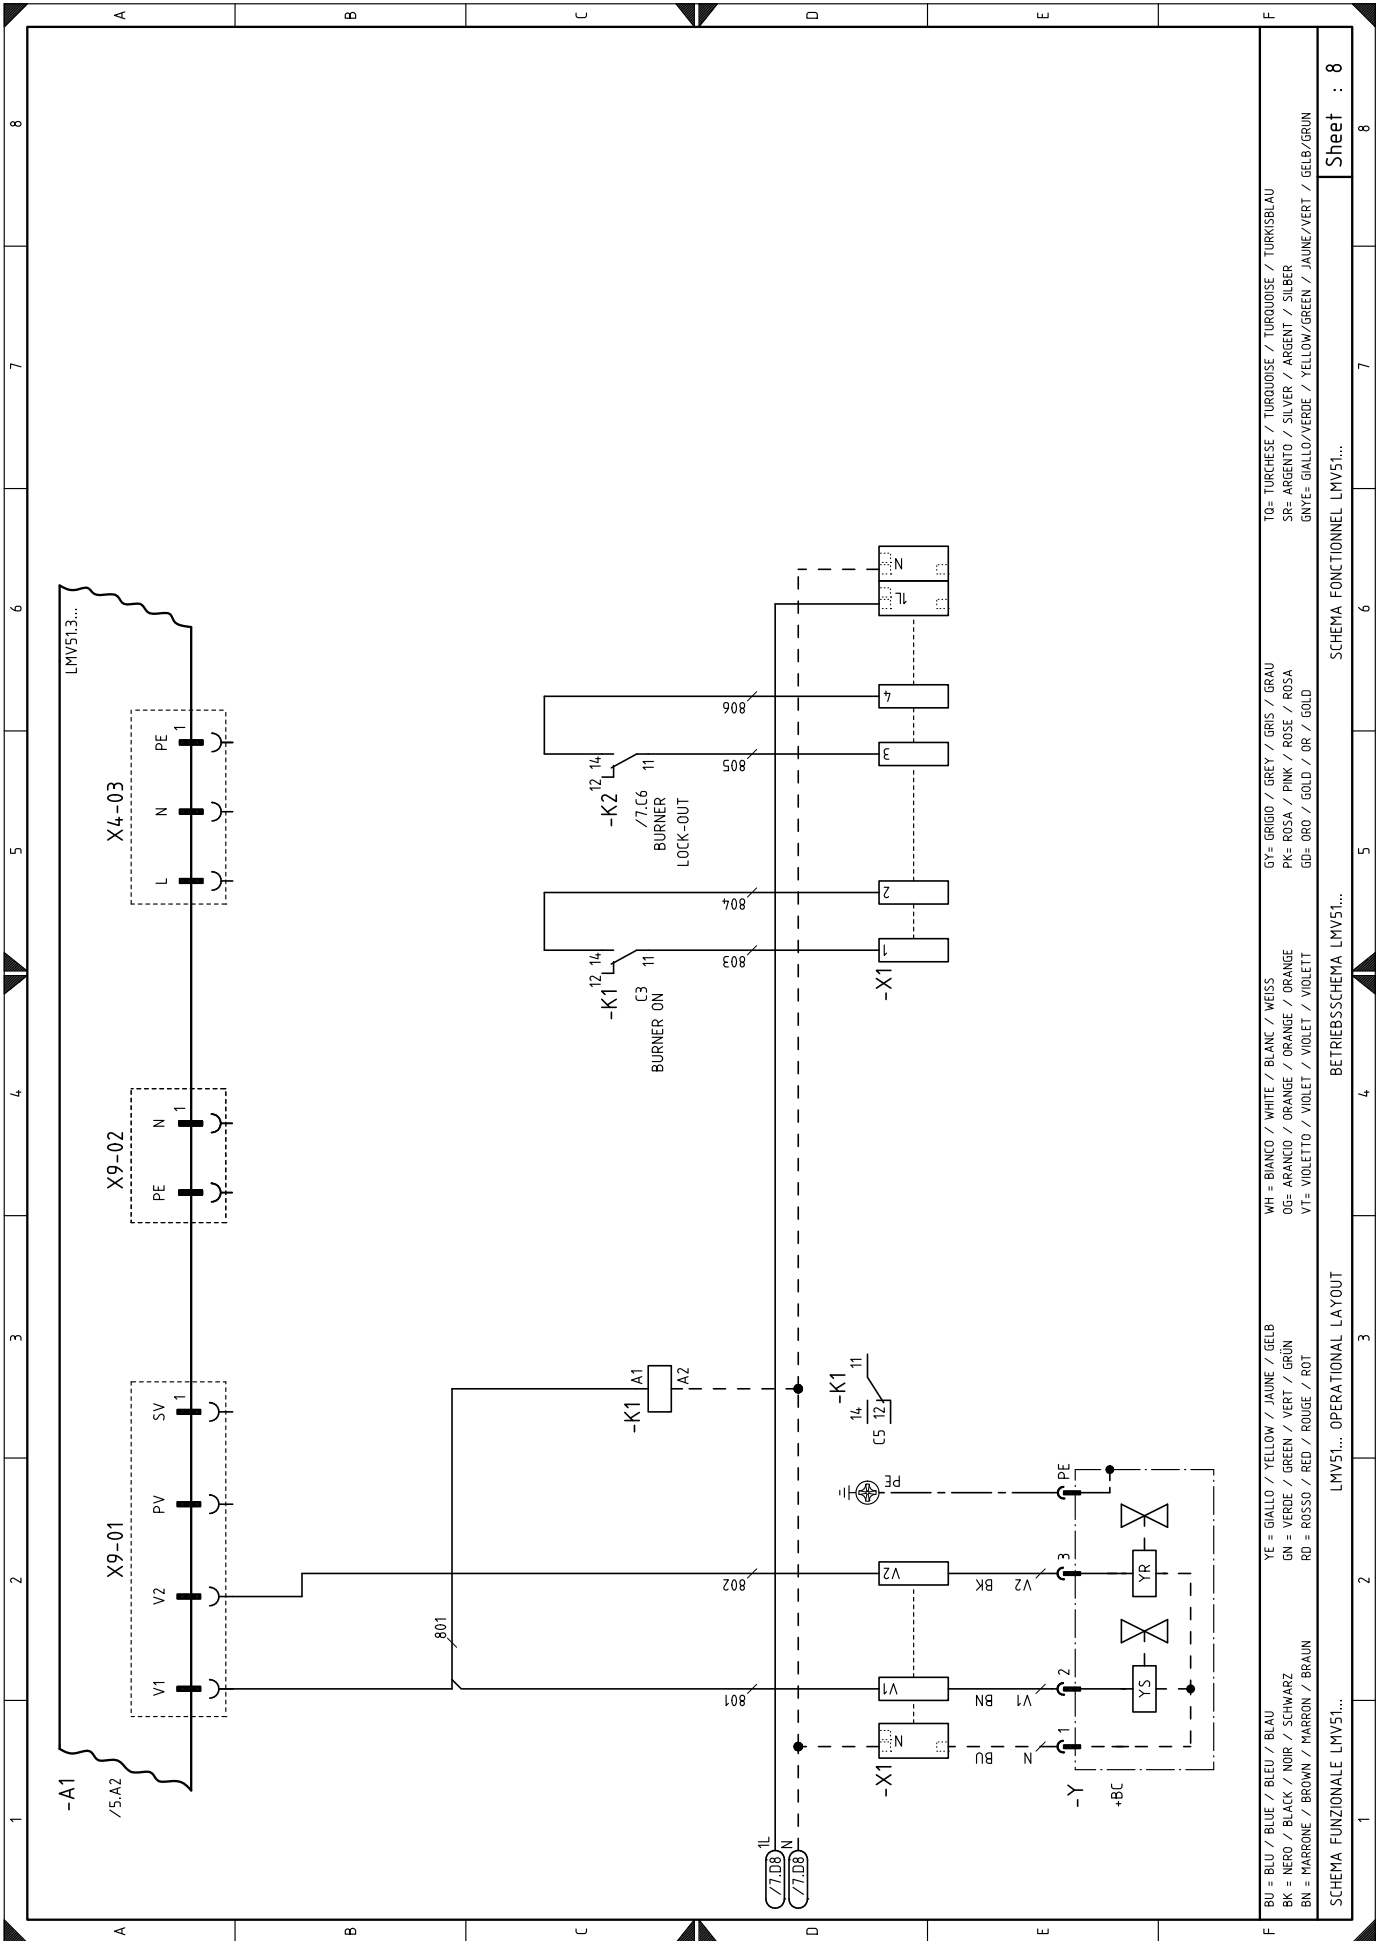 1 2 3 4 5 6 7 8
A
B
C
D
E
F
-A1
/5.A2
LMV51.3...
X9-01
V1
V2
PV
SV
1
X9-02
PE
N
1
X4-03
L
N
PE
1
801
-K1
A1
A2
-K1
12 14
11
C3
BURNER ON
-K2
12 14
11
/7.C6
BURNER
LOCK-OUT
/7.D8
1L
/7.D8
N
801
802
803
804
805
806
-K1
14
12
11
C5
PE
-X1
N
V1
V2
-X1
1
2
3
4
1L
N
BU
N
BN
V1
BK
V2
-Y
+BC
1
2
3
PE
YS
YR
BU = BLU / BLUE / BLEU / BLAU
BK = NERO / BLACK / NOIR / SCHWARZ
BN = MARRONE / BROWN / MARRON / BRAUN
YE = GIALLO / YELLOW / JAUNE / GELB
GN = VERDE / GREEN / VERT / GRÜN
RD = ROSSO / RED / ROUGE / ROT
WH = BIANCO / WHITE / BLANC / WEISS
OG= ARANCIO / ORANGE / ORANGE / ORANGE
VT= VIOLETTO / VIOLET / VIOLET / VIOLETT
GY= GRIGIO / GREY / GRIS / GRAU
PK= ROSA / PINK / ROSE / ROSA
GD= ORO / GOLD / OR / GOLD
TQ= TURCHESE / TURQUOISE / TURQUOISE / TURKISBLAU
SR= ARGENTO / SILVER / ARGENT / SILBER
GNYE= GIALLO/VERDE / YELLOW/GREEN / JAUNE/VERT / GELB/GRUN
SCHEMA FUNZIONALE LMV51...
LMV51... OPERATIONAL LAYOUT
BETRIEBSSCHEMA LMV51...
SCHEMA FONCTIONNEL LMV51...
Sheet : 8
1 2 3 4 5 6 7 8
A
B
C
D
E
F